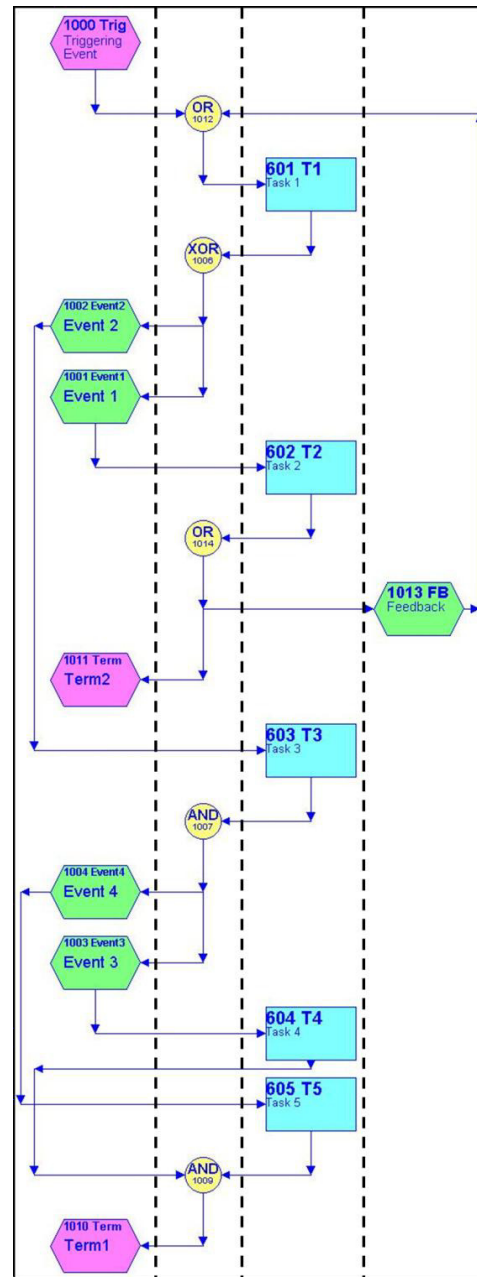 1000 Trig
Triggering
Event
OR
1012
601 T1
Task 1
XOR
1006
1002 Event2
Event 2
1001 Event1
Event 1
602 T2
Task 2
OR
1014
1013 FB
Feedback
1011 Term
Term2
603 T3
Task 3
AND
1007
1004 Event4
Event 4
1003 Event3
Event 3
604 T4
Task 4
605 T5
Task 5
AND
1009
1010 Term
Term1